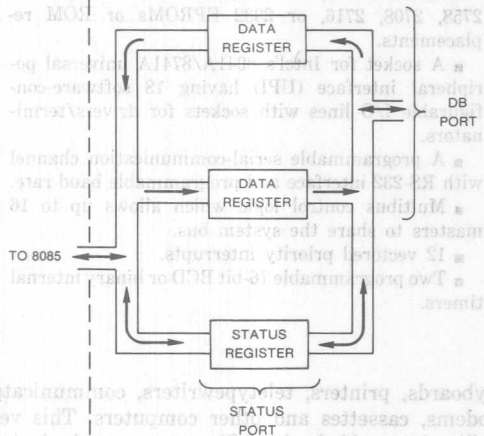 2758, 2708, 2716, or 2332 EPROMs or ROM re-
placements.
DATA
REGISTER
A socket for Intel's 8041A/8741A universal pe-
ripheral interface (UPI) having 18 software-con-
figurable I/O lines with sockets for drivers/termi-
nators.
DB
PORT
A programmable serial-communication channel
with RS-232 interface and programmable baud rate.
DATA
REGISTER
Multibus control logic which allows up to 16
masters to share the system bus.
12 vectored priority interrupts.
TO 8085
Two programmable 16-bit BCD or binary internal
timers.
STATUS
REGISTER
yboards, printers, teletypewriters, communicat
odems, cassettes and other computers. This ve
STATUS
PORT